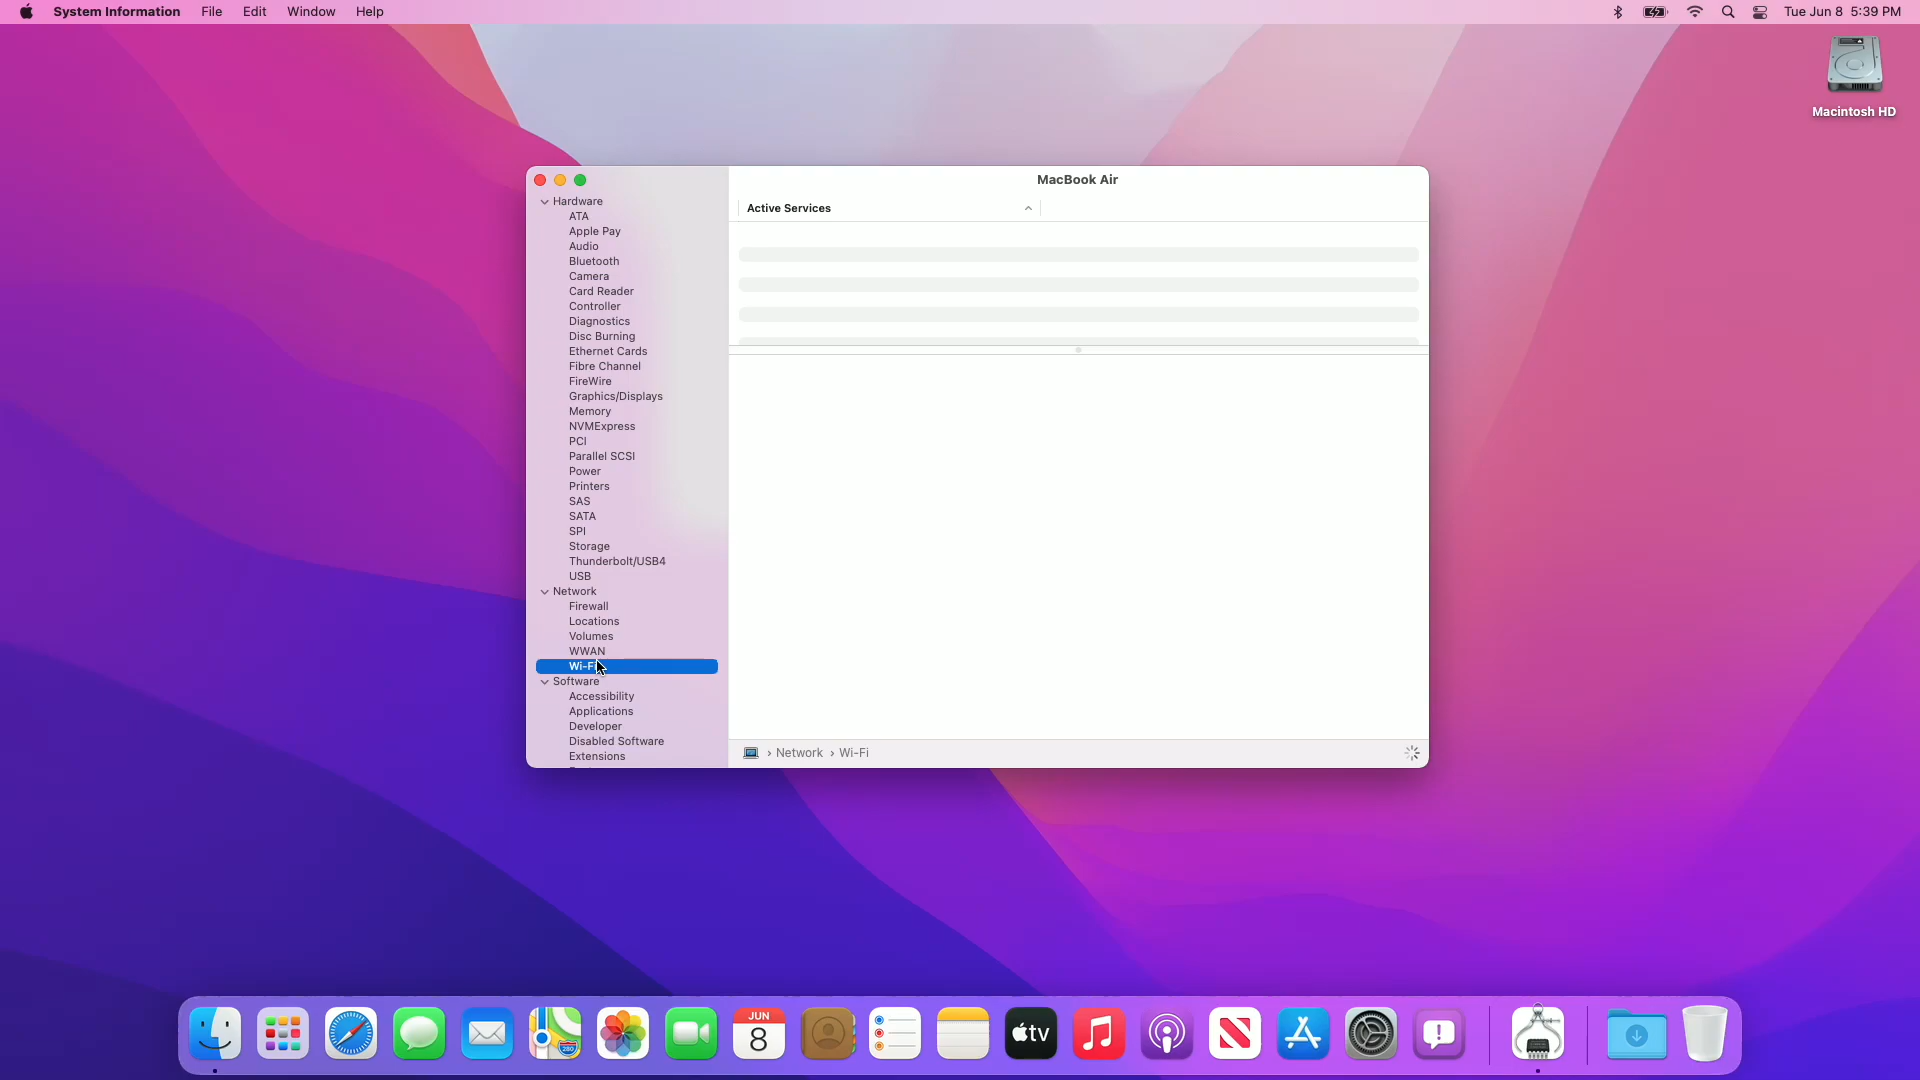 System Information File Edit Window Help Tue Jun 8 5:39 PM
Macintosh HD
MacBook Air
Hardware
ATA
Apple Pay
Audio
Bluetooth
Camera
Card Reader
Controller
Diagnostics
Disc Burning
Ethernet Cards
Fibre Channel
FireWire
Graphics/Displays
Memory
NVMExpress
PCI
Parallel SCSI
Power
Printers
SAS
SATA
SPI
Storage
Thunderbolt/USB4
USB
Network
Firewall
Locations
Volumes
WWAN
Wi-Fi
Software
Accessibility
Applications
Developer
Disabled Software
Extensions
Active Services
› Network › Wi-Fi
280
JUN
8
tv